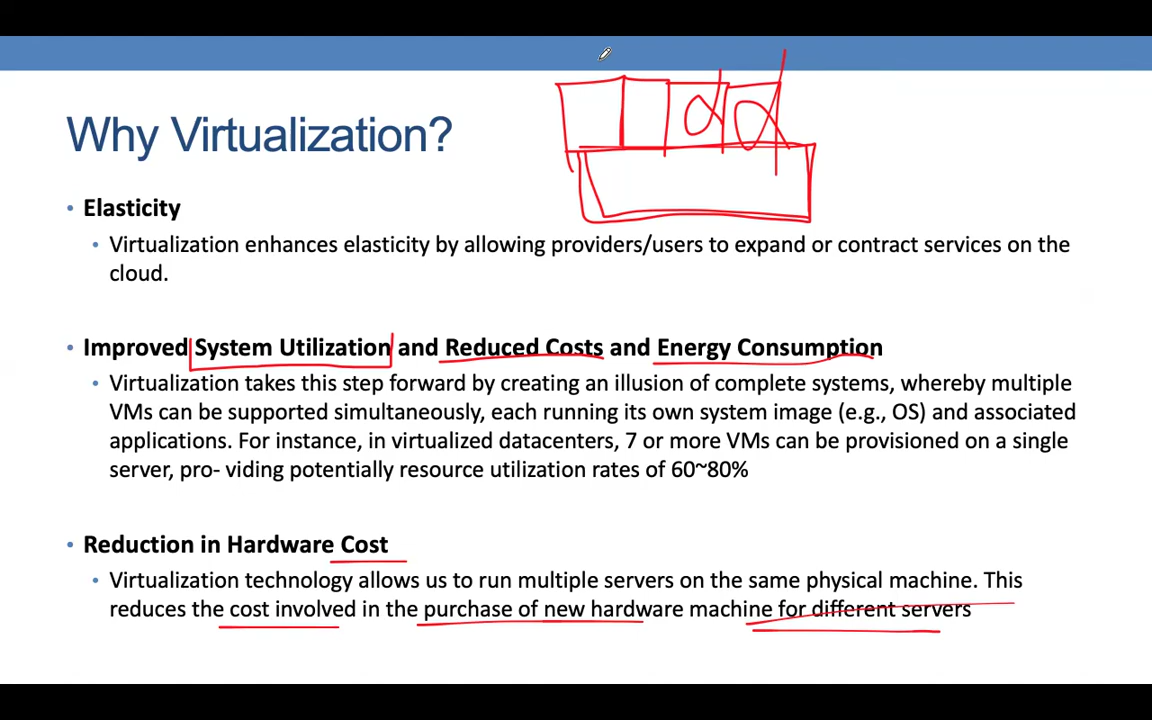 Why Virtualization?
• Elasticity
• Virtualization enhances elasticity by allowing providers/users to expand or contract services on the
cloud.
• Improved System Utilization and Reduced Costs and Energy Consumption
• Virtualization takes this step forward by creating an illusion of complete systems, whereby multiple
VMs can be supported simultaneously, each running its own system image (e.g., OS) and associated
applications. For instance, in virtualized datacenters, 7 or more VMs can be provisioned on a single
server, pro- viding potentially resource utilization rates of 60~80%
• Reduction in Hardware Cost
• Virtualization technology allows us to run multiple servers on the same physical machine. This
reduces the cost involved in the purchase of new hardware machine for different servers